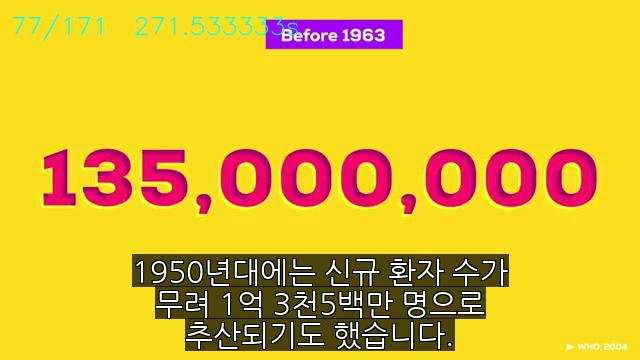 77/171 271.533333s
Before 1963
135,000,000
1950년대에는 신규 환자 수가
무려 1억 3천5백만 명으로
추산되기도 했습니다.
► WHO, 2004